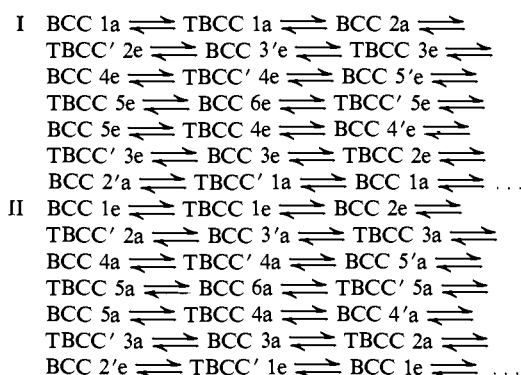 I BCC 1a ⇌ TBCC 1a ⇌ BCC 2a ⇌
TBCC' 2e ⇌ BCC 3'e ⇌ TBCC 3e ⇌
BCC 4e ⇌ TBCC' 4e ⇌ BCC 5'e ⇌
TBCC 5e ⇌ BCC 6e ⇌ TBCC' 5e ⇌
BCC 5e ⇌ TBCC 4e ⇌ BCC 4'e ⇌
TBCC' 3e ⇌ BCC 3e ⇌ TBCC 2e ⇌
BCC 2'a ⇌ TBCC' 1a ⇌ BCC 1a ⇌ ...
II BCC 1e ⇌ TBCC 1e ⇌ BCC 2e ⇌
TBCC' 2a ⇌ BCC 3'a ⇌ TBCC 3a ⇌
BCC 4a ⇌ TBCC' 4a ⇌ BCC 5'a ⇌
TBCC 5a ⇌ BCC 6a ⇌ TBCC' 5a ⇌
BCC 5a ⇌ TBCC 4a ⇌ BCC 4'a ⇌
TBCC' 3a ⇌ BCC 3a ⇌ TBCC 2a ⇌
BCC 2'e ⇌ TBCC' 1e ⇌ BCC 1e ⇌ ...